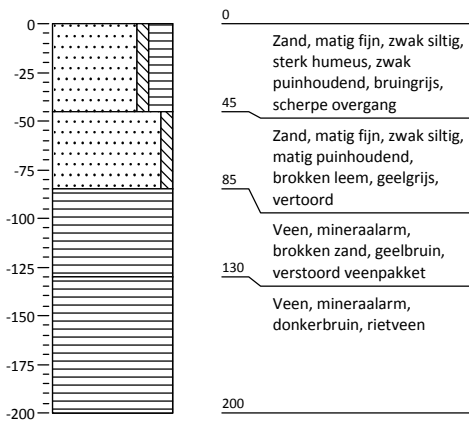 0
-25
-50
-75
-100
-125
-150
-175
-200
0
Zand, matig fijn, zwak siltig,
sterk humeus, zwak
puinhoudend, bruingrijs,
scherpe overgang
45
Zand, matig fijn, zwak siltig,
matig puinhoudend,
brokken leem, geelgrijs,
vertoord
85
Veen, mineraalarm,
brokken zand, geelbruin,
verstoord veenpakket
130
Veen, mineraalarm,
donkerbruin, rietveen
200